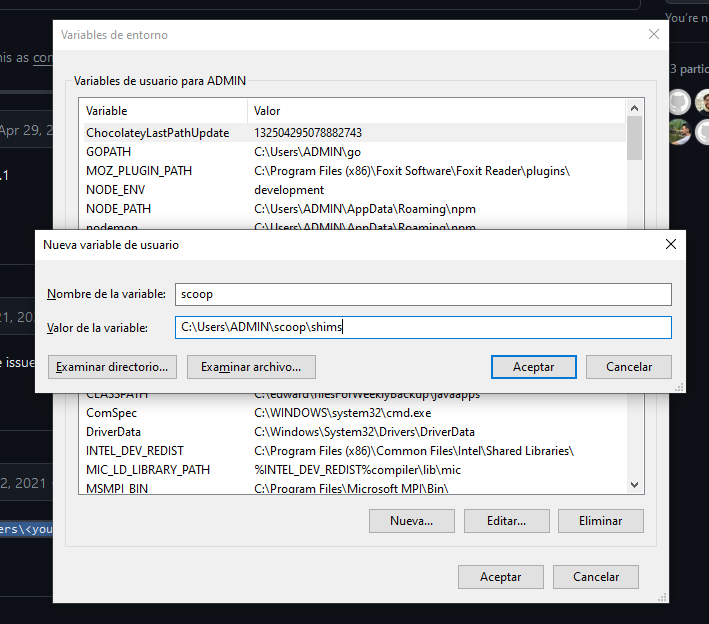 You're n
Variables de entorno
his as con
3 partic
Variables de usuario para ADMIN
Variable Valor
Apr 29, 2
ChocolateyLastPathUpdate 132504295078882743
GOPATH C:\Users\ADMIN\go
.1
MOZ_PLUGIN_PATH C:\Program Files (x86)\Foxit Software\Foxit Reader\plugins\
NODE_ENV development
NODE_PATH C:\Users\ADMIN\AppData\Roaming\npm
nodemon C:\Users\ADMIN\AppData\Roaming\npm
Nueva variable de usuario
Nombre de la variable: scoop
21, 20
Valor de la variable: C:\Users\ADMIN\scoop\shims
e issue
Examinar directorio... Examinar archivo... Aceptar Cancelar
CLASSPATH C:\edward\filesForWeeklyBackup\javaapps
ComSpec C:\WINDOWS\system32\cmd.exe
DriverData C:\Windows\System32\Drivers\DriverData
INTEL_DEV_REDIST C:\Program Files (x86)\Common Files\Intel\Shared Libraries\
MIC_LD_LIBRARY_PATH %INTEL_DEV_REDIST%compiler\lib\mic
2, 2021
MSMPI_BIN C:\Program Files\Microsoft MPI\Bin\
Nueva... Editar... Eliminar
ers\<you
Aceptar Cancelar